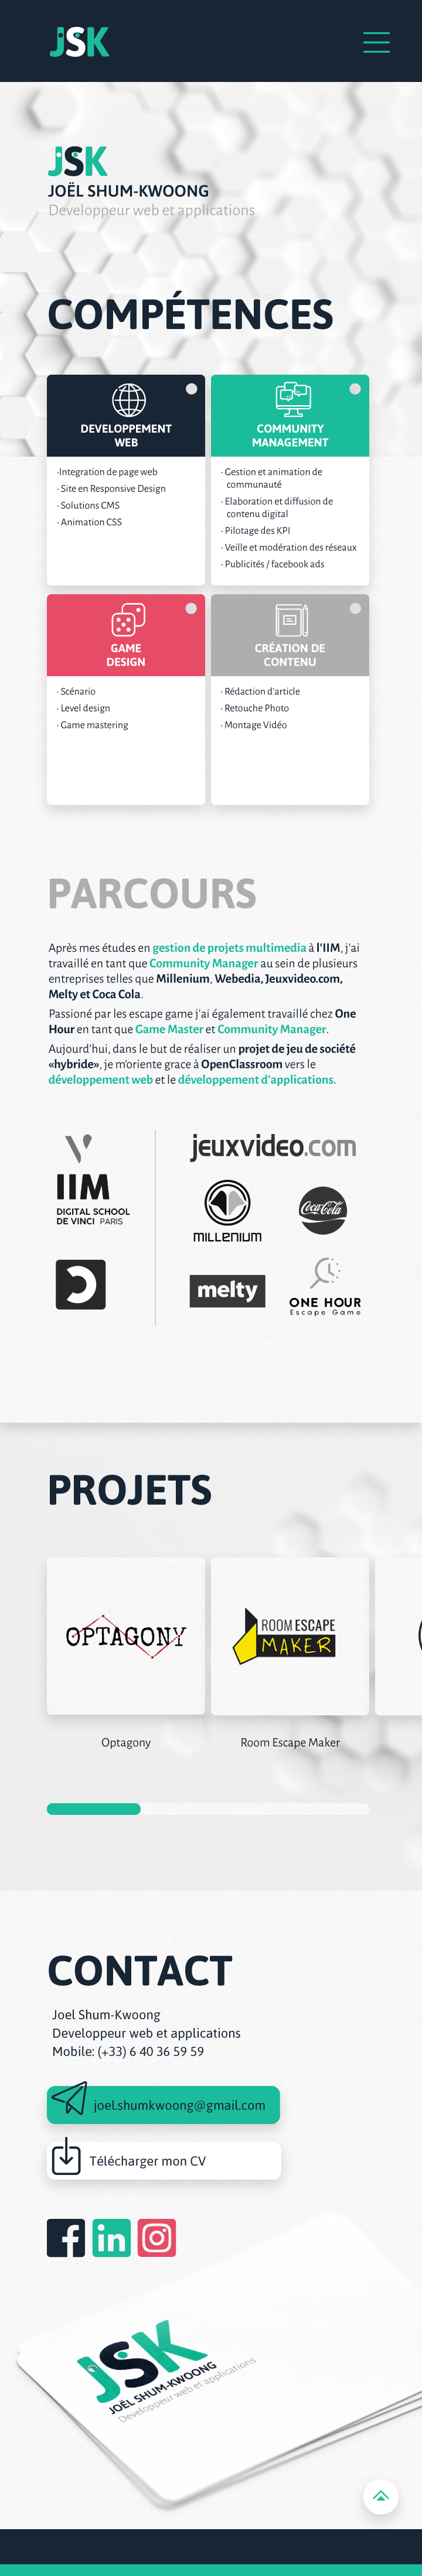 JSK
JSK
JOËL SHUM-KWOONG
Developpeur web et applications
COMPÉTENCES
DEVELOPPEMENT
WEB
·Integration de page web
· Site en Responsive Design
· Solutions CMS
· Animation CSS
COMMUNITY
MANAGEMENT
· Gestion et animation de
communauté
· Elaboration et diffusion de
contenu digital
· Pilotage des KPI
· Veille et modération des réseaux
· Publicités / facebook ads
GAME
DESIGN
· Scénario
· Level design
· Game mastering
CRÉATION DE
CONTENU
· Rédaction d'article
· Retouche Photo
· Montage Vidéo
PARCOURS
Après mes études en gestion de projets multimedia à l'IIM, j'ai
travaillé en tant que Community Manager au sein de plusieurs
entreprises telles que Millenium, Webedia, Jeuxvideo.com,
Melty et Coca Cola.
Passionné par les escape game j'ai également travaillé chez One
Hour en tant que Game Master et Community Manager.
Aujourd'hui, dans le but de réaliser un projet de jeu de société
«hybride», je m'oriente grace à OpenClassroom vers le
développement web et le développement d'applications.
IIM
DIGITAL SCHOOL
DE VINCI PARIS
jeuxvideo.com
MILLENIUM
Coca-Cola
melty
ONE HOUR
Escape Game
PROJETS
OPTAGONY
ROOM ESCAPE
MAKER
Optagony
Room Escape Maker
CONTACT
Joel Shum-Kwoong
Developpeur web et applications
Mobile: (+33) 6 40 36 59 59
joel.shumkwoong@gmail.com
Télécharger mon CV
JSK
JOËL SHUM-KWOONG
Developpeur web et applications